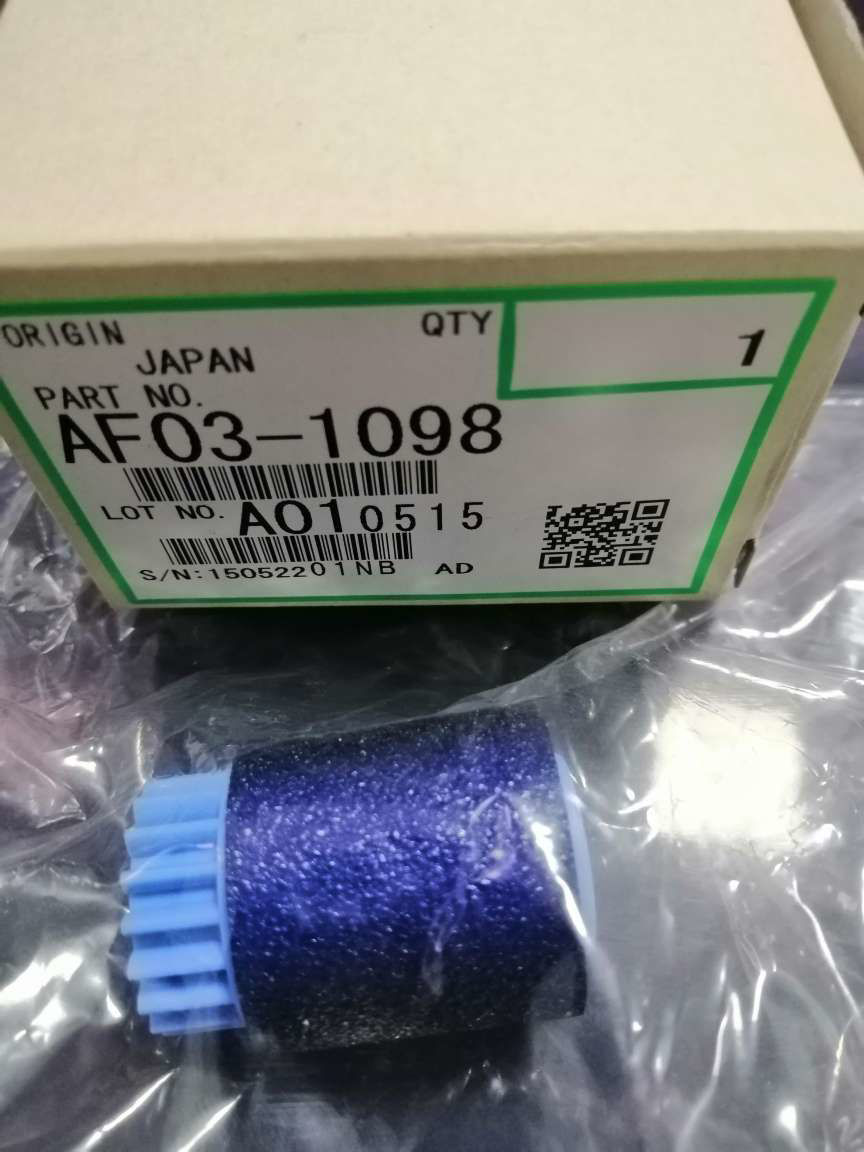 ORIGIN
JAPAN
QTY
1
PART NO.
AF03-1098
LOT NO. A010515
S/N:15052201NB AD